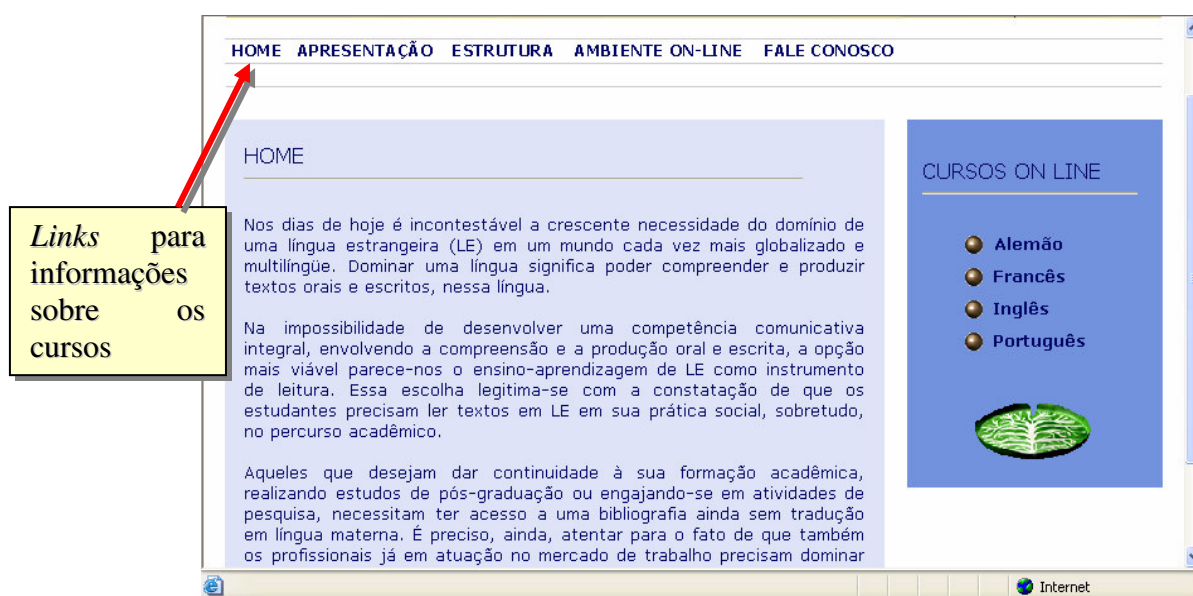 HOME APRESENTAÇÃO ESTRUTURA AMBIENTE ON-LINE FALE CONOSCO
Links para
informações
sobre os
cursos
HOME
Nos dias de hoje é incontestável a crescente necessidade do domínio de
uma língua estrangeira (LE) em um mundo cada vez mais globalizado e
multilíngüe. Dominar uma língua significa poder compreender e produzir
textos orais e escritos, nessa língua.
Na impossibilidade de desenvolver uma competência comunicativa
integral, envolvendo a compreensão e a produção oral e escrita, a opção
mais viável parece-nos o ensino-aprendizagem de LE como instrumento
de leitura. Essa escolha legitima-se com a constatação de que os
estudantes precisam ler textos em LE em sua prática social, sobretudo,
no percurso acadêmico.
Aqueles que desejam dar continuidade à sua formação acadêmica,
realizando estudos de pós-graduação ou engajando-se em atividades de
pesquisa, necessitam ter acesso a uma bibliografia ainda sem tradução
em língua materna. É preciso, ainda, atentar para o fato de que também
os profissionais já em atuação no mercado de trabalho precisam dominar
CURSOS ON LINE
Alemão
Francês
Inglês
Português
Internet